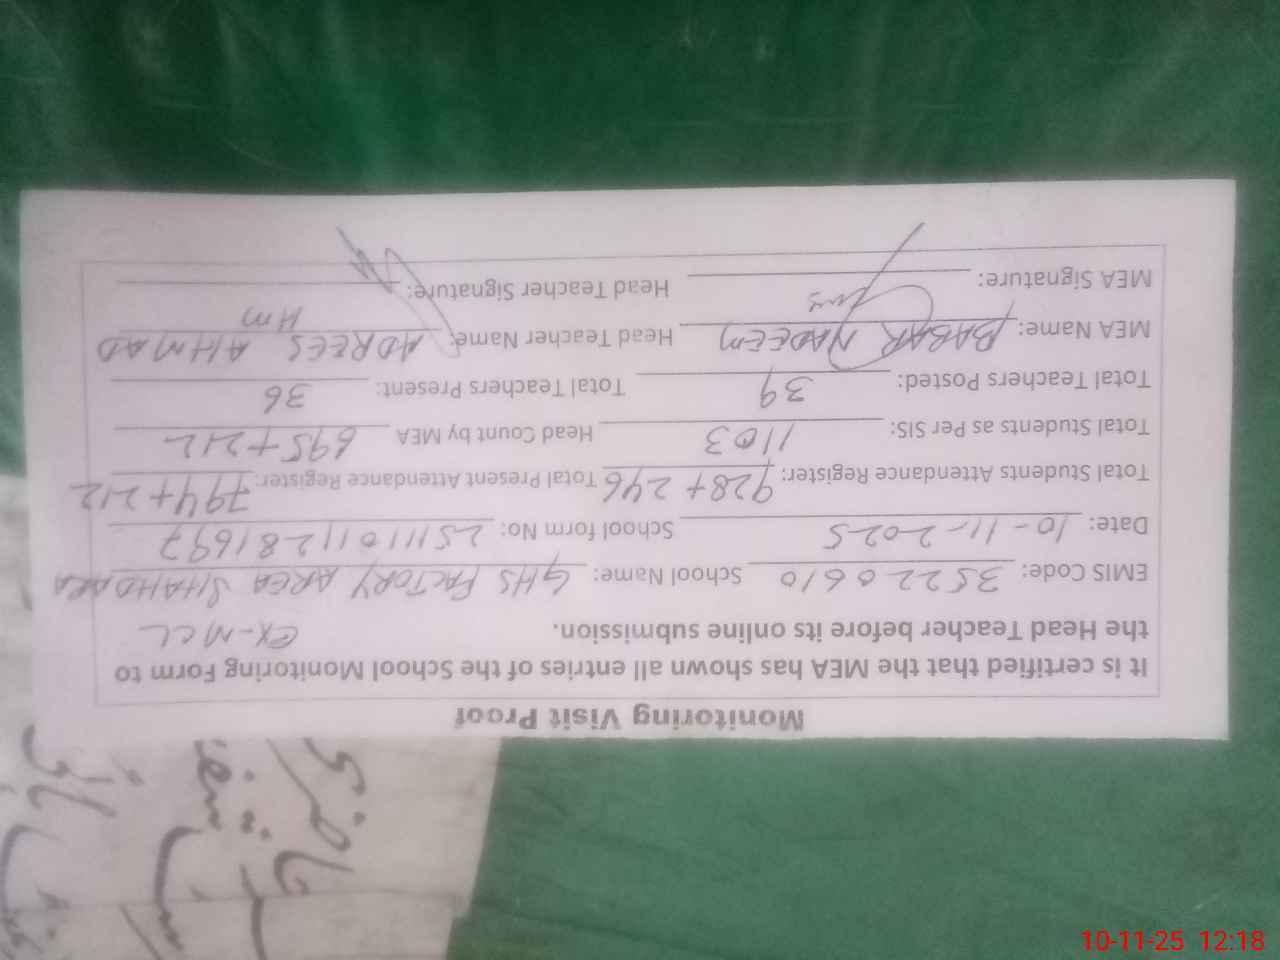 Monitoring Visit Proof
It is certified that the MEA has shown all entries of the School Monitoring Form to
the Head Teacher before its online submission.
EX-MCL
EMIS Code: 35220610 School Name: GHS FACTORY AREA SHAHDARA
Date: 10-11-2025 School form No: 25111011281697
Total Students Attendance Register: 928+246 Total Present Attendance Register: 794+212
Total Students as Per SIS: 1103 Head Count by MEA 695+212
Total Teachers Posted: 39 Total Teachers Present: 36
MEA Name: BABAR NADEEM Head Teacher Name: ADREES AHMAD
HM
MEA Signature: Head Teacher Signature:
10-11-25 12:18